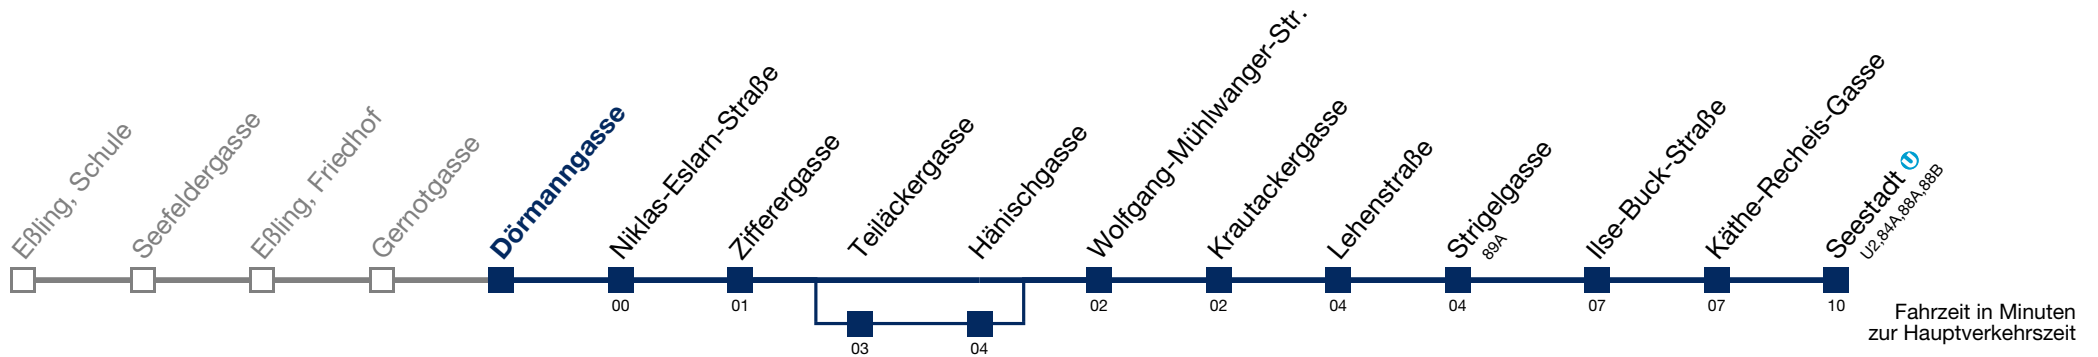 Eßling, Schule
Seefeldergasse
Eßling, Friedhof
Gernotgasse
Dörmanngasse
Niklas-Eslarn-Straße
Zifferergasse
Teiläckergasse
Hänischgasse
Wolfgang-Mühlwanger-Str.
Krautackergasse
Lehenstraße
Strigelgasse
89A
Ilse-Buck-Straße
Käthe-Recheis-Gasse
Seestadt U
U2,84A,88A,88B
00 01 02 02 04 04 07 07 10
03 04
Fahrzeit in Minuten
zur Hauptverkehrszeit